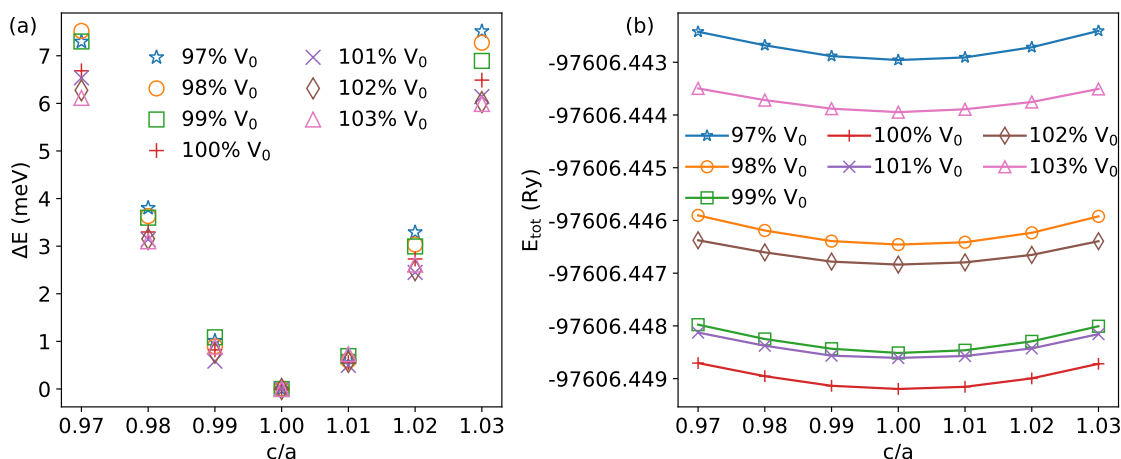 (a)
ΔE (meV)
7
6
5
4
3
2
1
0
97% V₀
98% V₀
99% V₀
100% V₀
101% V₀
102% V₀
103% V₀
0.97 0.98 0.99 1.00 1.01 1.02 1.03
c/a
(b)
E_tot (Ry)
-97606.443
-97606.444
-97606.445
-97606.446
-97606.447
-97606.448
-97606.449
97% V₀
98% V₀
99% V₀
100% V₀
101% V₀
102% V₀
103% V₀
0.97 0.98 0.99 1.00 1.01 1.02 1.03
c/a